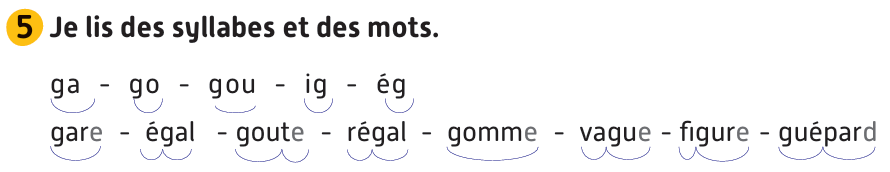 5 Je lis des syllabes et des mots.
ga - go - gou - ig - ég
gare - égal - goute - régal - gomme - vague - figure - guépard